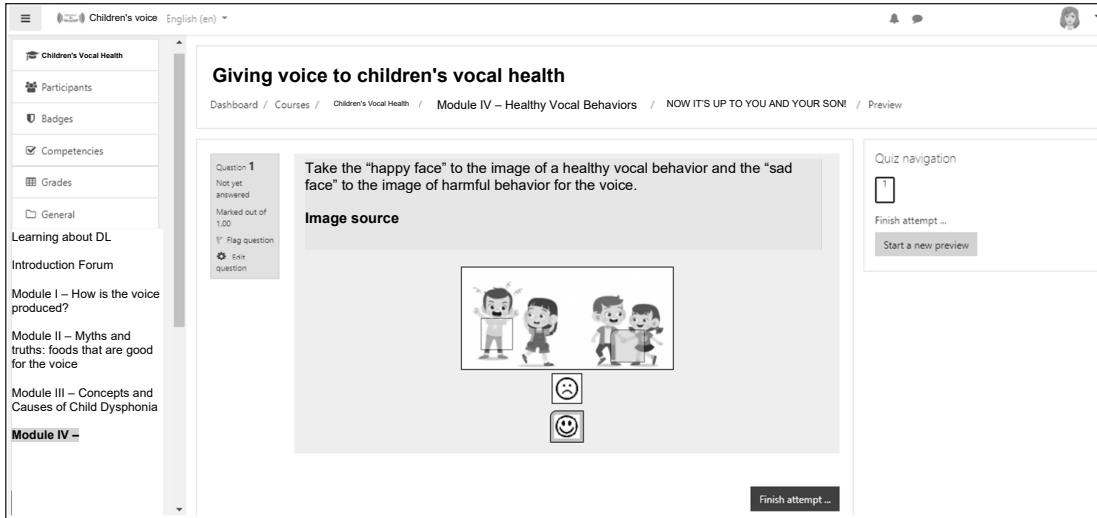 Children's voice English (en)
Children's Vocal Health
Participants
Badges
Competencies
Grades
General
Learning about DL
Introduction Forum
Module I – How is the voice
produced?
Module II – Myths and
truths: foods that are good
for the voice
Module III – Concepts and
Causes of Child Dysphonia
Module IV –
Giving voice to children's vocal health
Dashboard / Courses / Children's Vocal Health / Module IV – Healthy Vocal Behaviors / NOW IT'S UP TO YOU AND YOUR SON! / Preview
Question 1
Not yet
answered
Marked out of
1.00
Flag question
Edit
question
Take the “happy face” to the image of a healthy vocal behavior and the “sad
face” to the image of harmful behavior for the voice.
Image source
Finish attempt ...
Quiz navigation
1
Finish attempt ...
Start a new preview